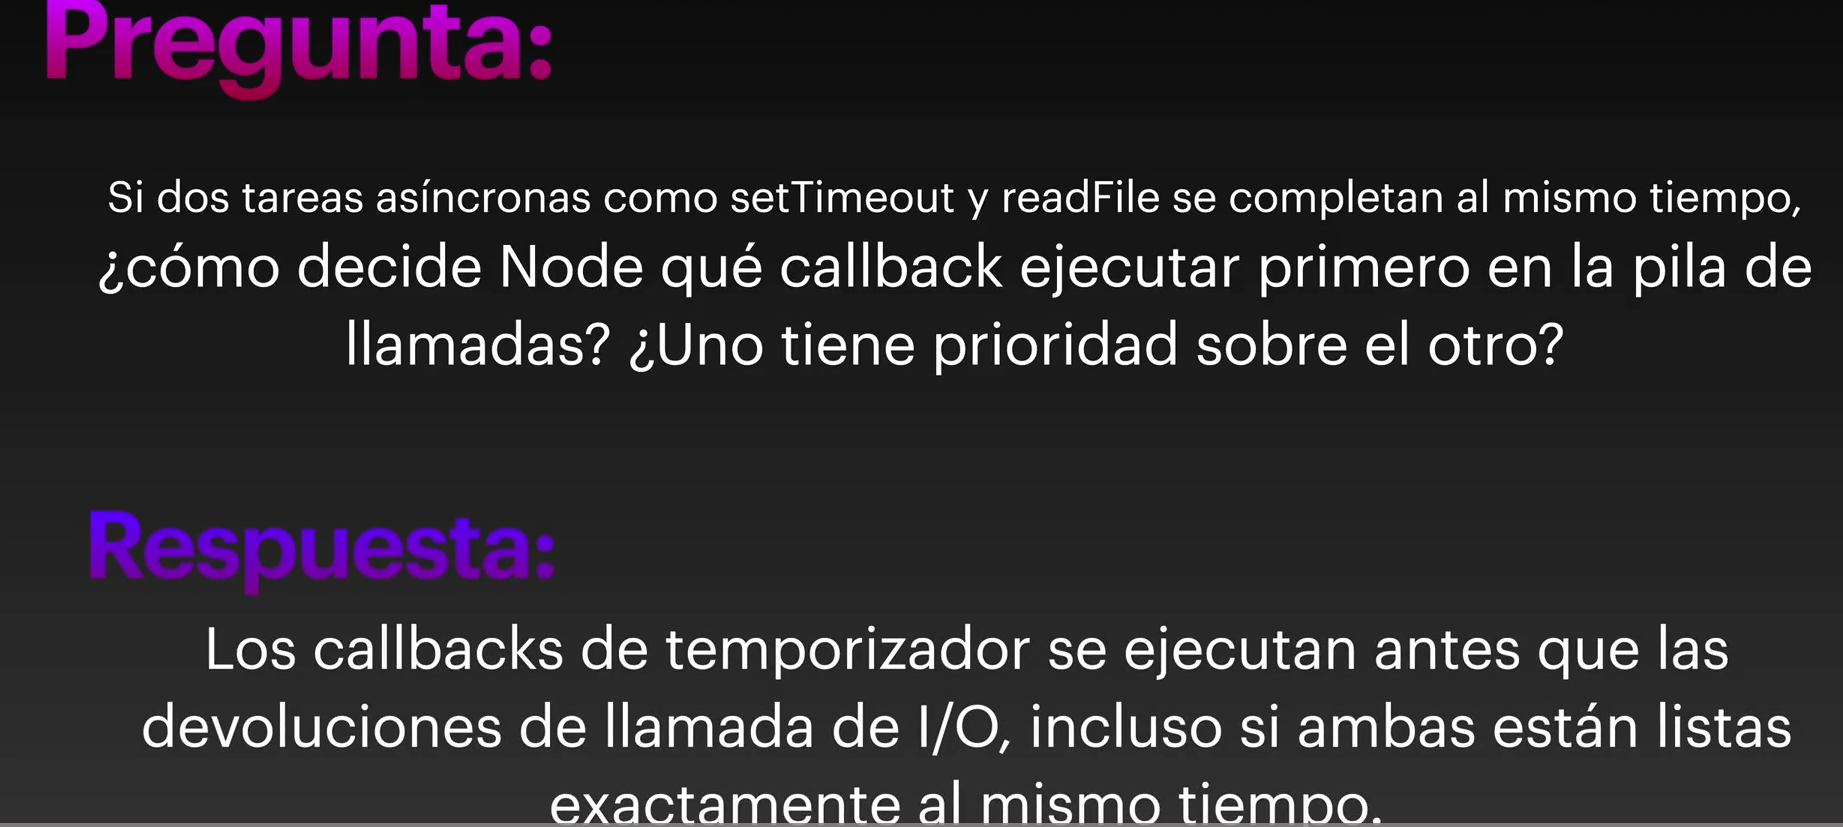 Pregunta:
Si dos tareas asíncronas como setTimeout y readFile se completan al mismo tiempo,
¿cómo decide Node qué callback ejecutar primero en la pila de
llamadas? ¿Uno tiene prioridad sobre el otro?
Respuesta:
Los callbacks de temporizador se ejecutan antes que las
devoluciones de llamada de I/O, incluso si ambas están listas
exactamente al mismo tiempo.